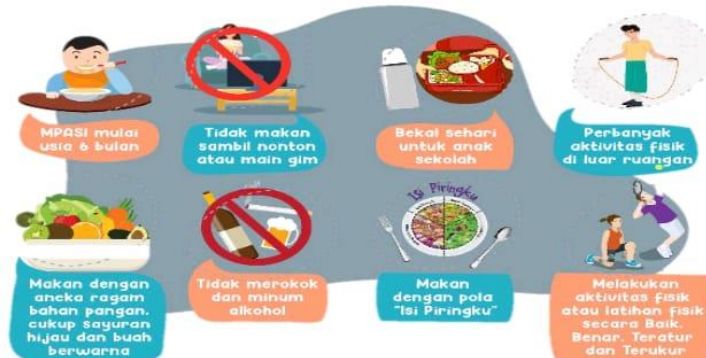 MPASI mulai
usia 6 bulan
Tidak makan
sambil nonton
atau main gim
Bekal sehari
untuk anak
sekolah
Perbanyak
aktivitas fisik
di luar ruangan
Makan dengan
aneka ragam
bahan pangan,
cukup sayuran
hijau dan buah
berwarna
Tidak merokok
dan minum
alkohol
Isi Piringku
Makan
dengan pola
"Isi Piringku"
Melakukan
aktivitas fisik
atau latihan fisik
secara Baik,
Benar, Teratur
dan Terukur